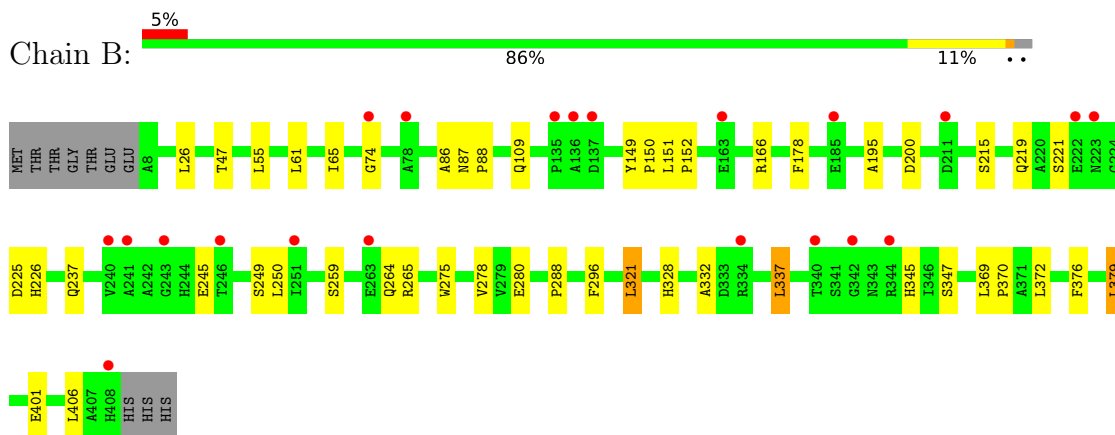 5%
Chain B:
86% 11% • •
MET THR THR GLY THR GLU GLU A8 L26 T47 L55 L61 I65 G74 A78 A86 N87 P88 Q109 P135 A136 D137 Y149 P150 L151 P152 E163 R166 F178 E185 A195 D200 D211 S215 Q219 A220 S221 E222 N223 G224
D225 H226 Q237 V240 A241 A242 G243 H244 E245 T246 S249 L250 I251 S259 E263 Q264 R265 W275 V278 V279 E280 P288 F296 L321 H328 A332 D333 R334 L337 T340 S341 G342 N343 R344 H345 I346 S347 L369 P370 A371 L372 F376 L379
E401 L406 A407 H408 HIS HIS HIS